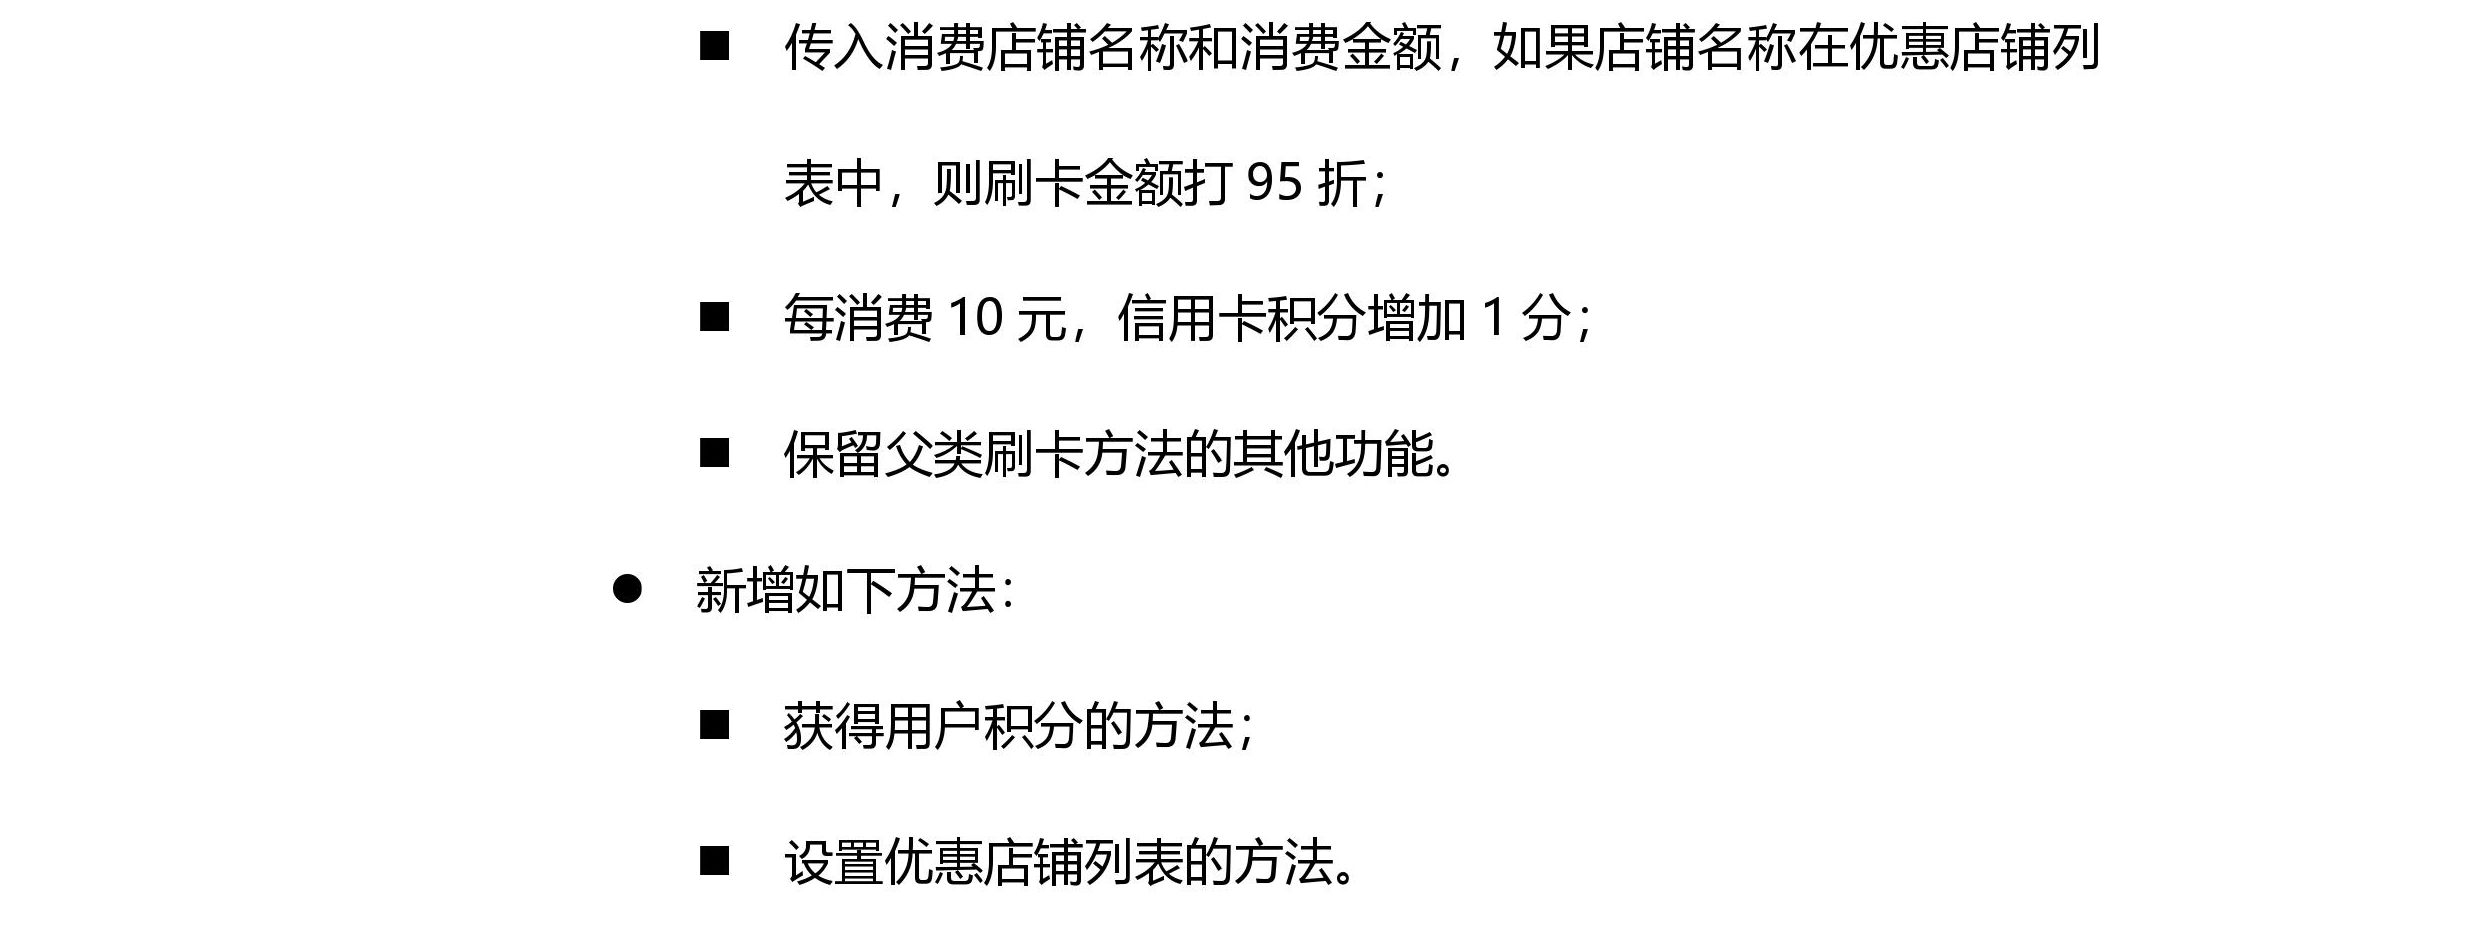 ■ 传入消费店铺名称和消费金额，如果店铺名称在优惠店铺列
表中，则刷卡金额打 95 折；
■ 每消费 10 元，信用卡积分增加 1 分；
■ 保留父类刷卡方法的其他功能。
● 新增如下方法：
■ 获得用户积分的方法；
■ 设置优惠店铺列表的方法。